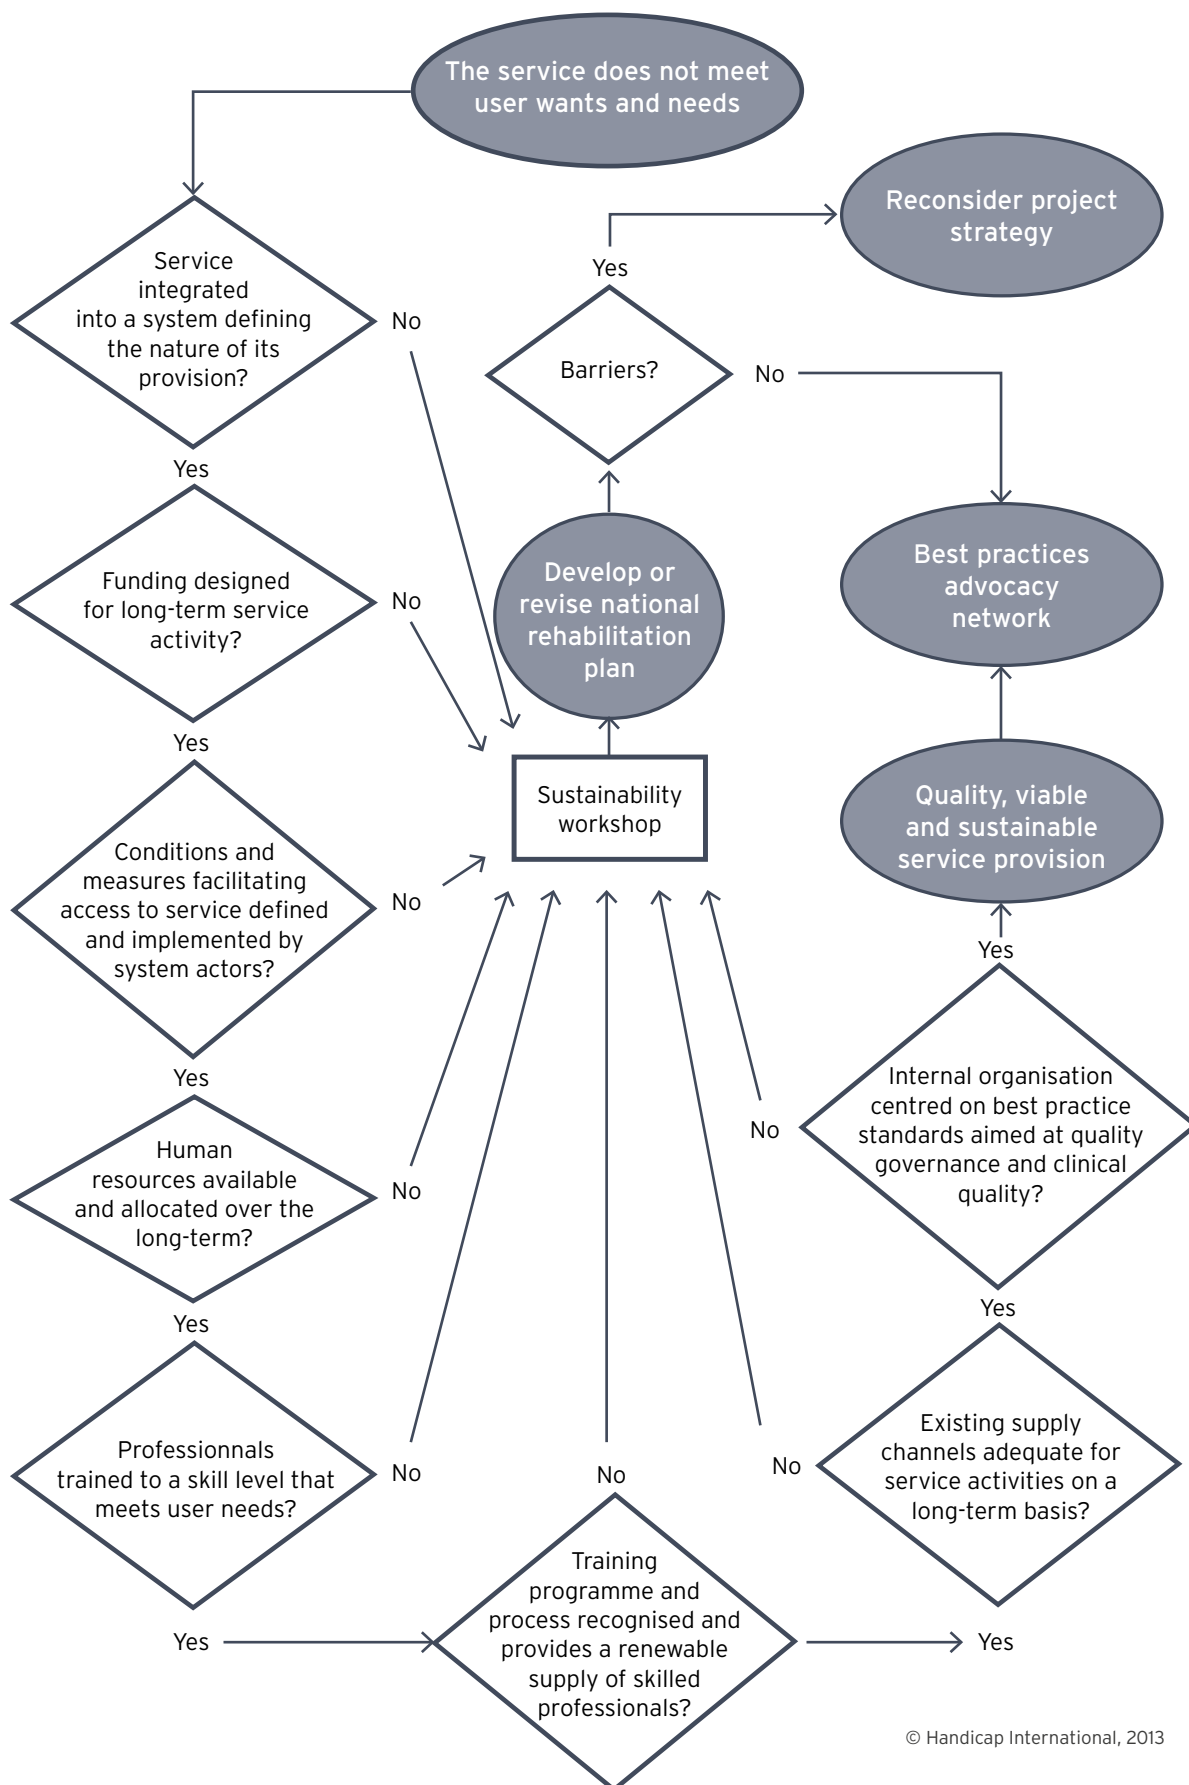 The service does not meet
user wants and needs
Reconsider project
strategy
Service
integrated
into a system defining
the nature of its
provision?
No
Yes
Yes
Barriers?
No
Funding designed
for long-term service
activity?
No
Yes
Develop or
revise national
rehabilitation
plan
Best practices
advocacy
network
Sustainability
workshop
Quality, viable
and sustainable
service provision
Conditions and
measures facilitating
access to service defined
and implemented by
system actors?
No
Yes
Yes
Internal organisation
centred on best practice
standards aimed at quality
governance and clinical
quality?
No
Yes
Human
resources available
and allocated over the
long-term?
No
Yes
Professionnals
trained to a skill level that
meets user needs?
No
Yes
No
Training
programme and
process recognised and
provides a renewable
supply of skilled
professionals?
Yes
No
Existing supply
channels adequate for
service activities on a
long-term basis?
© Handicap International, 2013